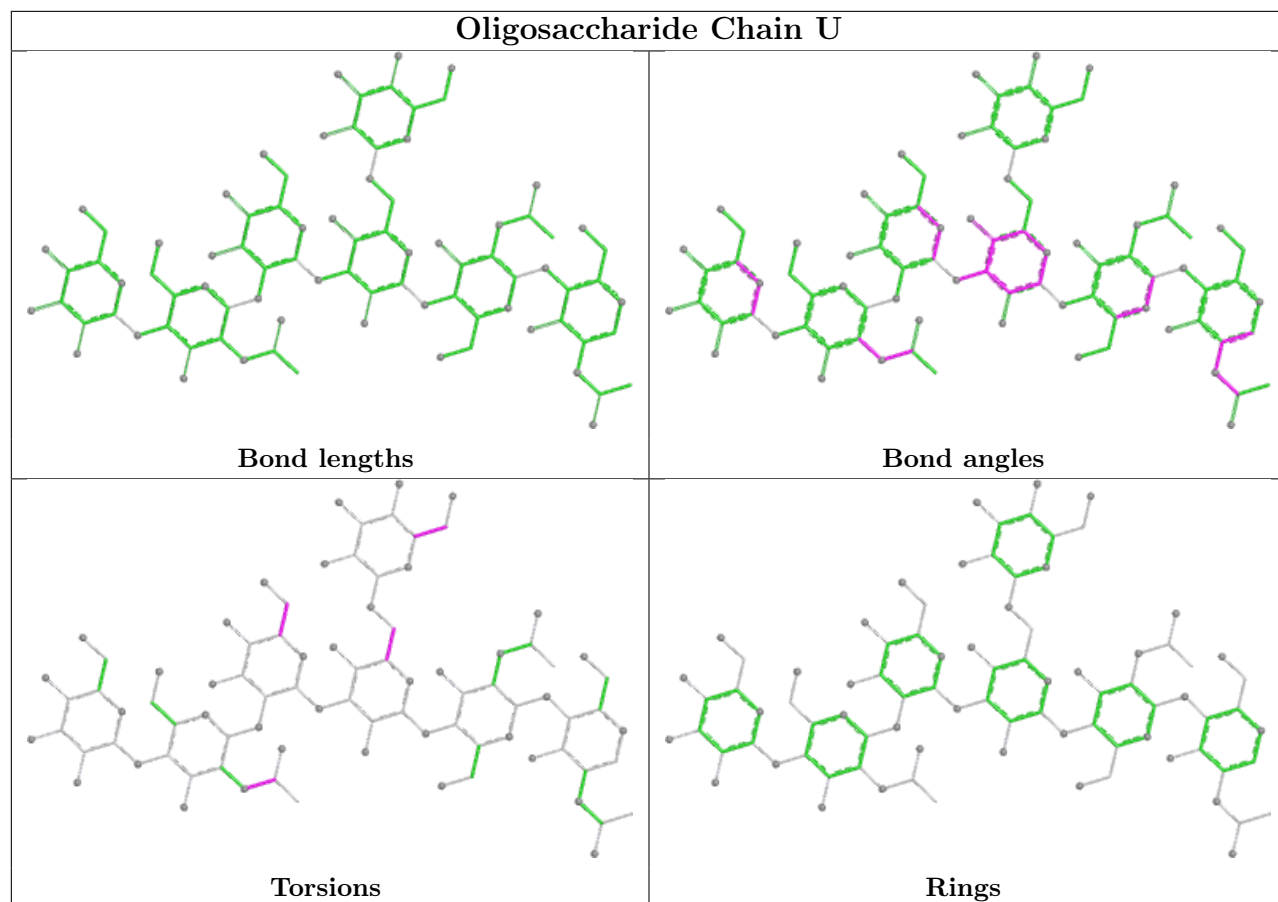 Oligosaccharide Chain U
Bond lengths
Bond angles
Torsions
Rings